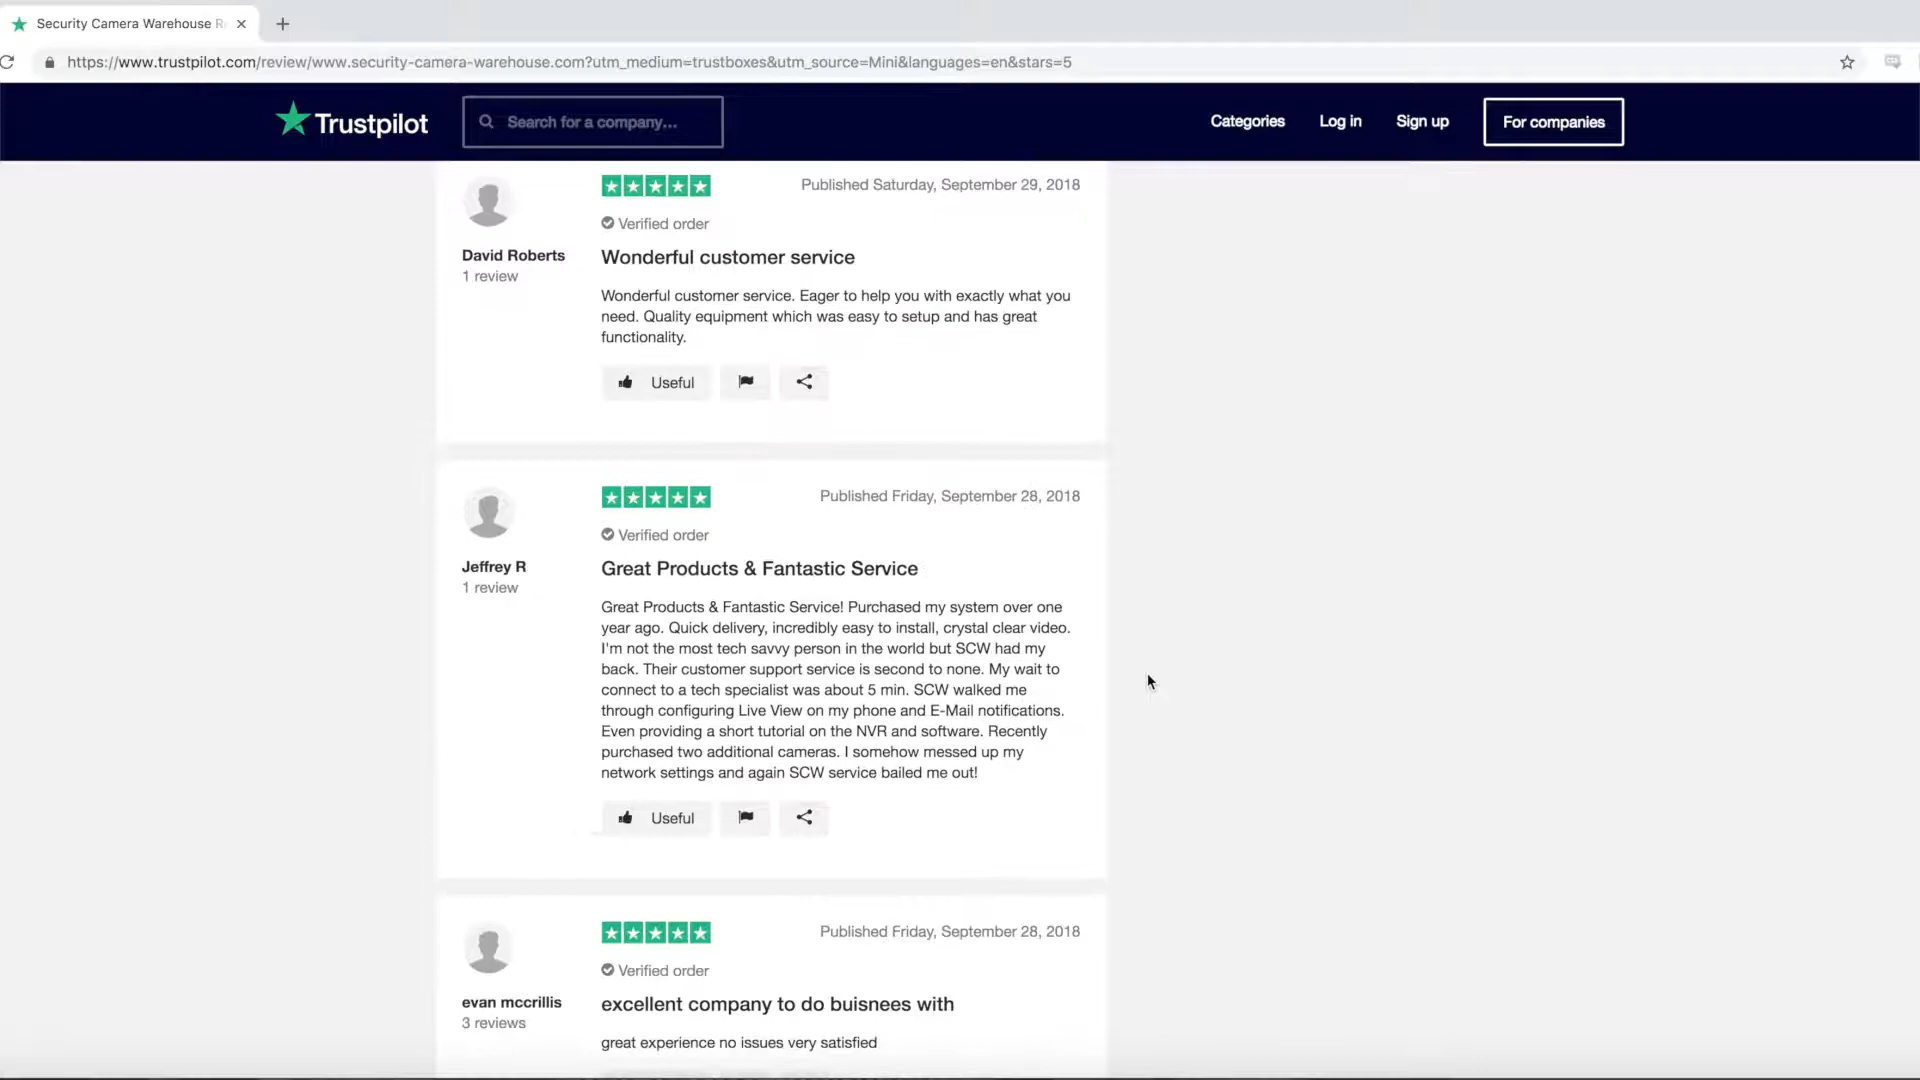 Security Camera Warehouse R
https://www.trustpilot.com/review/www.security-camera-warehouse.com?utm_medium=trustboxes&utm_source=Mini&languages=en&stars=5
Trustpilot
Search for a company...
Categories
Log in
Sign up
For companies
Published Saturday, September 29, 2018
Verified order
David Roberts
1 review
Wonderful customer service
Wonderful customer service. Eager to help you with exactly what you
need. Quality equipment which was easy to setup and has great
functionality.
Useful
Published Friday, September 28, 2018
Verified order
Jeffrey R
1 review
Great Products & Fantastic Service
Great Products & Fantastic Service! Purchased my system over one
year ago. Quick delivery, incredibly easy to install, crystal clear video.
I'm not the most tech savvy person in the world but SCW had my
back. Their customer support service is second to none. My wait to
connect to a tech specialist was about 5 min. SCW walked me
through configuring Live View on my phone and E-Mail notifications.
Even providing a short tutorial on the NVR and software. Recently
purchased two additional cameras. I somehow messed up my
network settings and again SCW service bailed me out!
Useful
Published Friday, September 28, 2018
Verified order
evan mccrillis
3 reviews
excellent company to do buisnees with
great experience no issues very satisfied